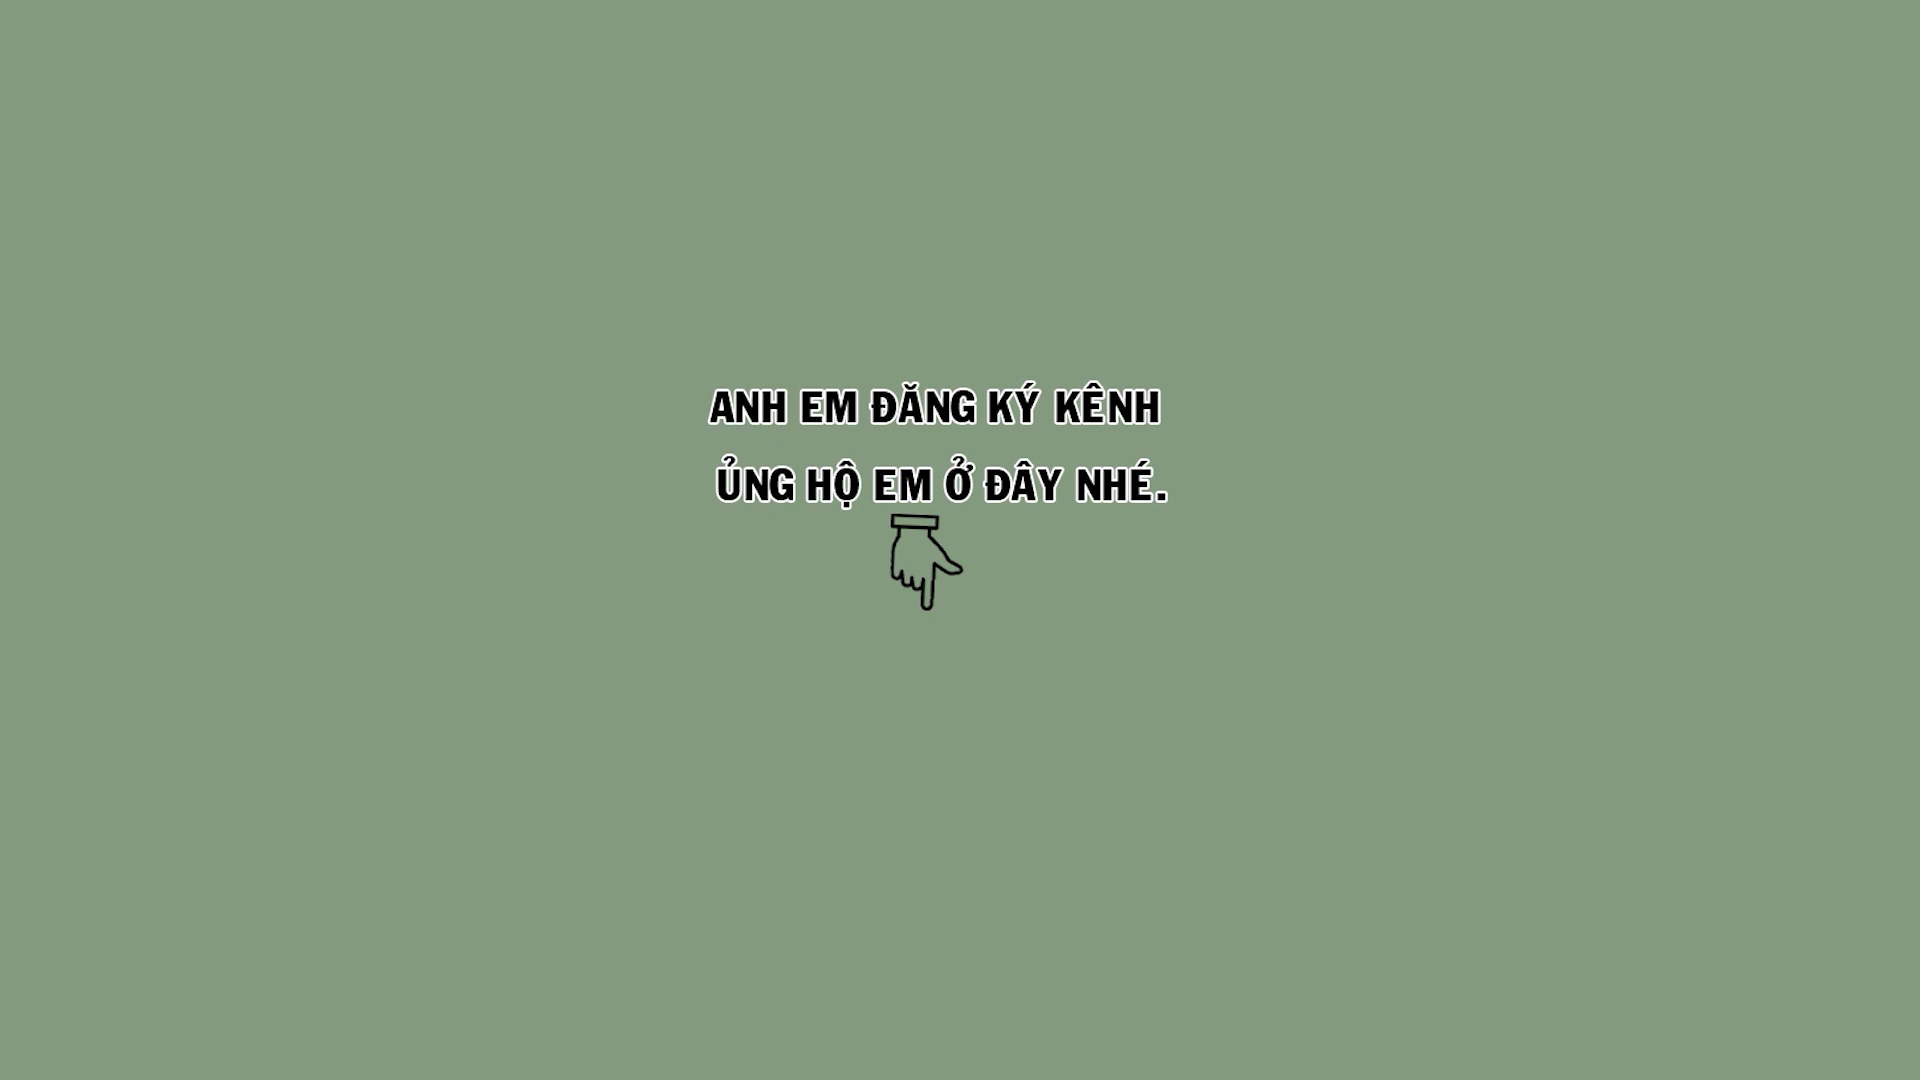 ANH EM ĐĂNG KÝ KÊNH
ỦNG HỘ EM Ở ĐÂY NHÉ.